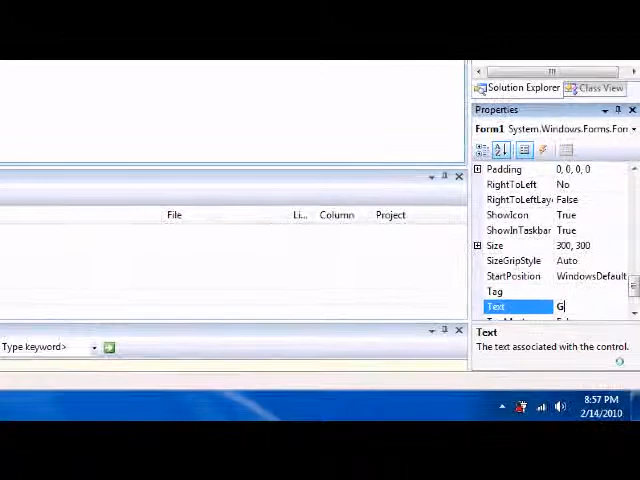 Solution Explorer Class View
Properties
Form1 System.Windows.Forms.Forn
Padding 0, 0, 0, 0
RightToLeft No
RightToLeftLay False
ShowIcon True
ShowInTaskbar True
Size 300, 300
SizeGripStyle Auto
StartPosition WindowsDefault
Tag
Text G
File Li... Column Project
Text
The text associated with the control.
Type keyword>
8:57 PM
2/14/2010